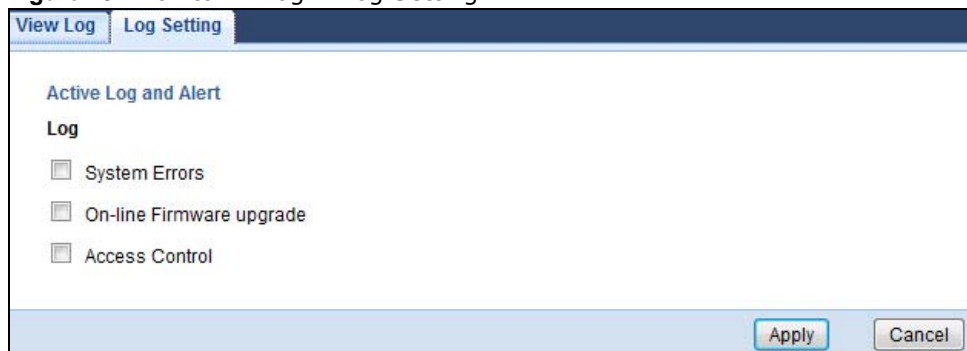 View Log Log Setting
Active Log and Alert
Log
System Errors
On-line Firmware upgrade
Access Control
Apply Cancel